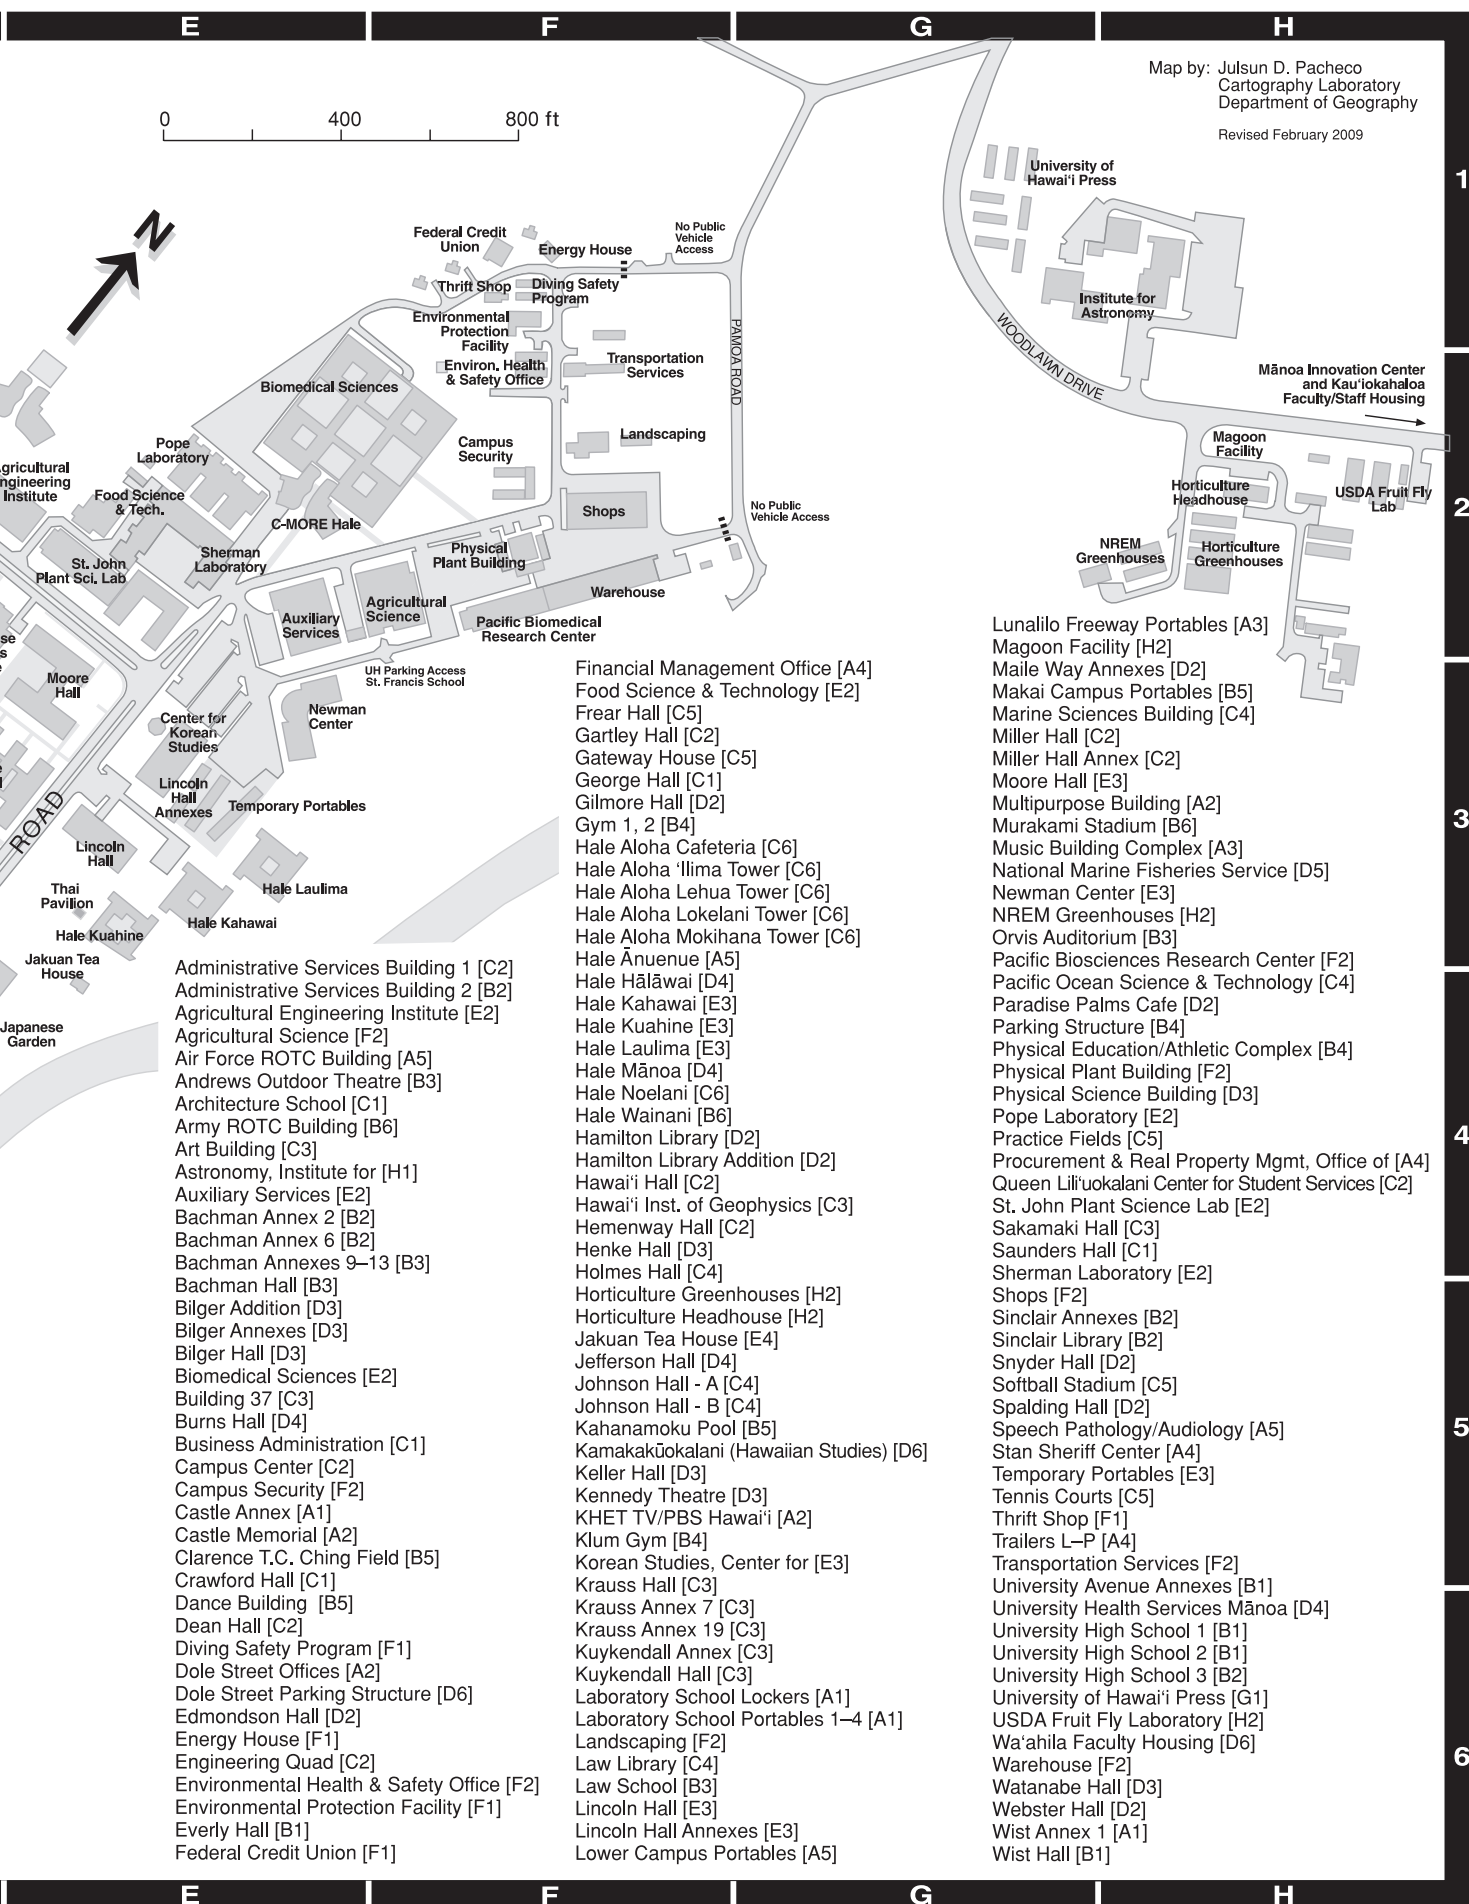 E F G H
Map by: Julsun D. Pacheco
Cartography Laboratory
Department of Geography
Revised February 2009
0 400 800 ft
N
1
University of
Hawai‘i Press
Federal Credit
Union
Energy House
No Public
Vehicle
Access
Thrift Shop
Diving Safety
Program
Environmental
Protection
Facility
Institute for
Astronomy
PAMOA ROAD
WOODLAWN DRIVE
Environ. Health
& Safety Office
Transportation
Services
Biomedical Sciences
Mānoa Innovation Center
and Kau‘iokahaloa
Faculty/Staff Housing
Pope
Laboratory
Campus
Security
Landscaping
Magoon
Facility
gricultural
ngineering
Institute
Food Science
& Tech.
C-MORE Hale
Shops
No Public
Vehicle Access
Horticulture
Headhouse
USDA Fruit Fly
Lab
2
St. John
Plant Sci. Lab
Sherman
Laboratory
Physical
Plant Building
NREM
Greenhouses
Horticulture
Greenhouses
Auxiliary
Services
Agricultural
Science
Warehouse
Pacific Biomedical
Research Center
se
s
e
Moore
Hall
UH Parking Access
St. Francis School
Newman
Center
Center for
Korean
Studies
e
l
Lincoln
Hall
Annexes
Temporary Portables
ROAD
3
Lincoln
Hall
Thai
Pavilion
Hale Laulima
Hale Kahawai
Hale Kuahine
Jakuan Tea
House
Japanese
Garden
4
5
6
Administrative Services Building 1 [C2]
Administrative Services Building 2 [B2]
Agricultural Engineering Institute [E2]
Agricultural Science [F2]
Air Force ROTC Building [A5]
Andrews Outdoor Theatre [B3]
Architecture School [C1]
Army ROTC Building [B6]
Art Building [C3]
Astronomy, Institute for [H1]
Auxiliary Services [E2]
Bachman Annex 2 [B2]
Bachman Annex 6 [B2]
Bachman Annexes 9–13 [B3]
Bachman Hall [B3]
Bilger Addition [D3]
Bilger Annexes [D3]
Bilger Hall [D3]
Biomedical Sciences [E2]
Building 37 [C3]
Burns Hall [D4]
Business Administration [C1]
Campus Center [C2]
Campus Security [F2]
Castle Annex [A1]
Castle Memorial [A2]
Clarence T.C. Ching Field [B5]
Crawford Hall [C1]
Dance Building [B5]
Dean Hall [C2]
Diving Safety Program [F1]
Dole Street Offices [A2]
Dole Street Parking Structure [D6]
Edmondson Hall [D2]
Energy House [F1]
Engineering Quad [C2]
Environmental Health & Safety Office [F2]
Environmental Protection Facility [F1]
Everly Hall [B1]
Federal Credit Union [F1]
Financial Management Office [A4]
Food Science & Technology [E2]
Frear Hall [C5]
Gartley Hall [C2]
Gateway House [C5]
George Hall [C1]
Gilmore Hall [D2]
Gym 1, 2 [B4]
Hale Aloha Cafeteria [C6]
Hale Aloha ‘Ilima Tower [C6]
Hale Aloha Lehua Tower [C6]
Hale Aloha Lokelani Tower [C6]
Hale Aloha Mokihana Tower [C6]
Hale Ānuenue [A5]
Hale Hālāwai [D4]
Hale Kahawai [E3]
Hale Kuahine [E3]
Hale Laulima [E3]
Hale Mānoa [D4]
Hale Noelani [C6]
Hale Wainani [B6]
Hamilton Library [D2]
Hamilton Library Addition [D2]
Hawai‘i Hall [C2]
Hawai‘i Inst. of Geophysics [C3]
Hemenway Hall [C2]
Henke Hall [D3]
Holmes Hall [C4]
Horticulture Greenhouses [H2]
Horticulture Headhouse [H2]
Jakuan Tea House [E4]
Jefferson Hall [D4]
Johnson Hall - A [C4]
Johnson Hall - B [C4]
Kahanamoku Pool [B5]
Kamakakūokalani (Hawaiian Studies) [D6]
Keller Hall [D3]
Kennedy Theatre [D3]
KHET TV/PBS Hawai‘i [A2]
Klum Gym [B4]
Korean Studies, Center for [E3]
Krauss Hall [C3]
Krauss Annex 7 [C3]
Krauss Annex 19 [C3]
Kuykendall Annex [C3]
Kuykendall Hall [C3]
Laboratory School Lockers [A1]
Laboratory School Portables 1–4 [A1]
Landscaping [F2]
Law Library [C4]
Law School [B3]
Lincoln Hall [E3]
Lincoln Hall Annexes [E3]
Lower Campus Portables [A5]
Lunalilo Freeway Portables [A3]
Magoon Facility [H2]
Maile Way Annexes [D2]
Makai Campus Portables [B5]
Marine Sciences Building [C4]
Miller Hall [C2]
Miller Hall Annex [C2]
Moore Hall [E3]
Multipurpose Building [A2]
Murakami Stadium [B6]
Music Building Complex [A3]
National Marine Fisheries Service [D5]
Newman Center [E3]
NREM Greenhouses [H2]
Orvis Auditorium [B3]
Pacific Biosciences Research Center [F2]
Pacific Ocean Science & Technology [C4]
Paradise Palms Cafe [D2]
Parking Structure [B4]
Physical Education/Athletic Complex [B4]
Physical Plant Building [F2]
Physical Science Building [D3]
Pope Laboratory [E2]
Practice Fields [C5]
Procurement & Real Property Mgmt, Office of [A4]
Queen Lili‘uokalani Center for Student Services [C2]
St. John Plant Science Lab [E2]
Sakamaki Hall [C3]
Saunders Hall [C1]
Sherman Laboratory [E2]
Shops [F2]
Sinclair Annexes [B2]
Sinclair Library [B2]
Snyder Hall [D2]
Softball Stadium [C5]
Spalding Hall [D2]
Speech Pathology/Audiology [A5]
Stan Sheriff Center [A4]
Temporary Portables [E3]
Tennis Courts [C5]
Thrift Shop [F1]
Trailers L–P [A4]
Transportation Services [F2]
University Avenue Annexes [B1]
University Health Services Mānoa [D4]
University High School 1 [B1]
University High School 2 [B1]
University High School 3 [B2]
University of Hawai‘i Press [G1]
USDA Fruit Fly Laboratory [H2]
Wa‘ahila Faculty Housing [D6]
Warehouse [F2]
Watanabe Hall [D3]
Webster Hall [D2]
Wist Annex 1 [A1]
Wist Hall [B1]
E F G H